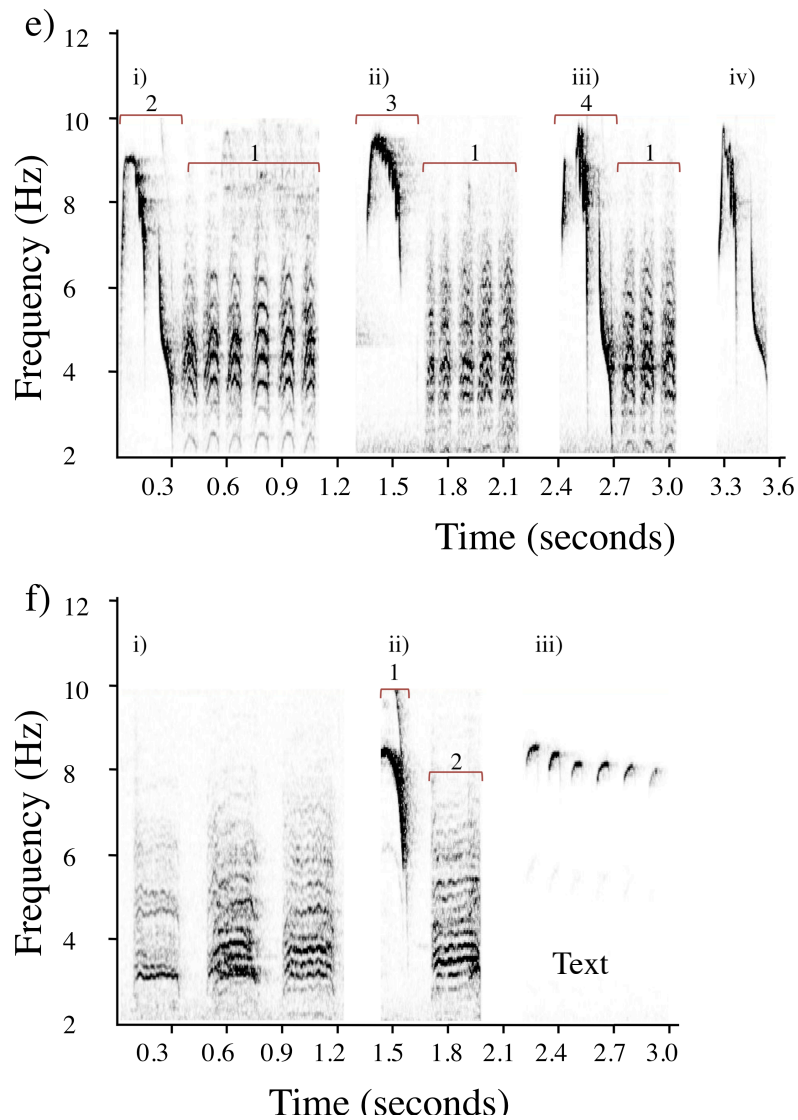 e)
12
i) ii) iii) iv)
2 3 4
10
1 1 1
8
6
4
2
Frequency (Hz)
0.3 0.6 0.9 1.2 1.5 1.8 2.1 2.4 2.7 3.0 3.3 3.6
Time (seconds)
f)
12
i) ii) iii)
1
10
2
8
6
4
Text
2
Frequency (Hz)
0.3 0.6 0.9 1.2 1.5 1.8 2.1 2.4 2.7 3.0
Time (seconds)